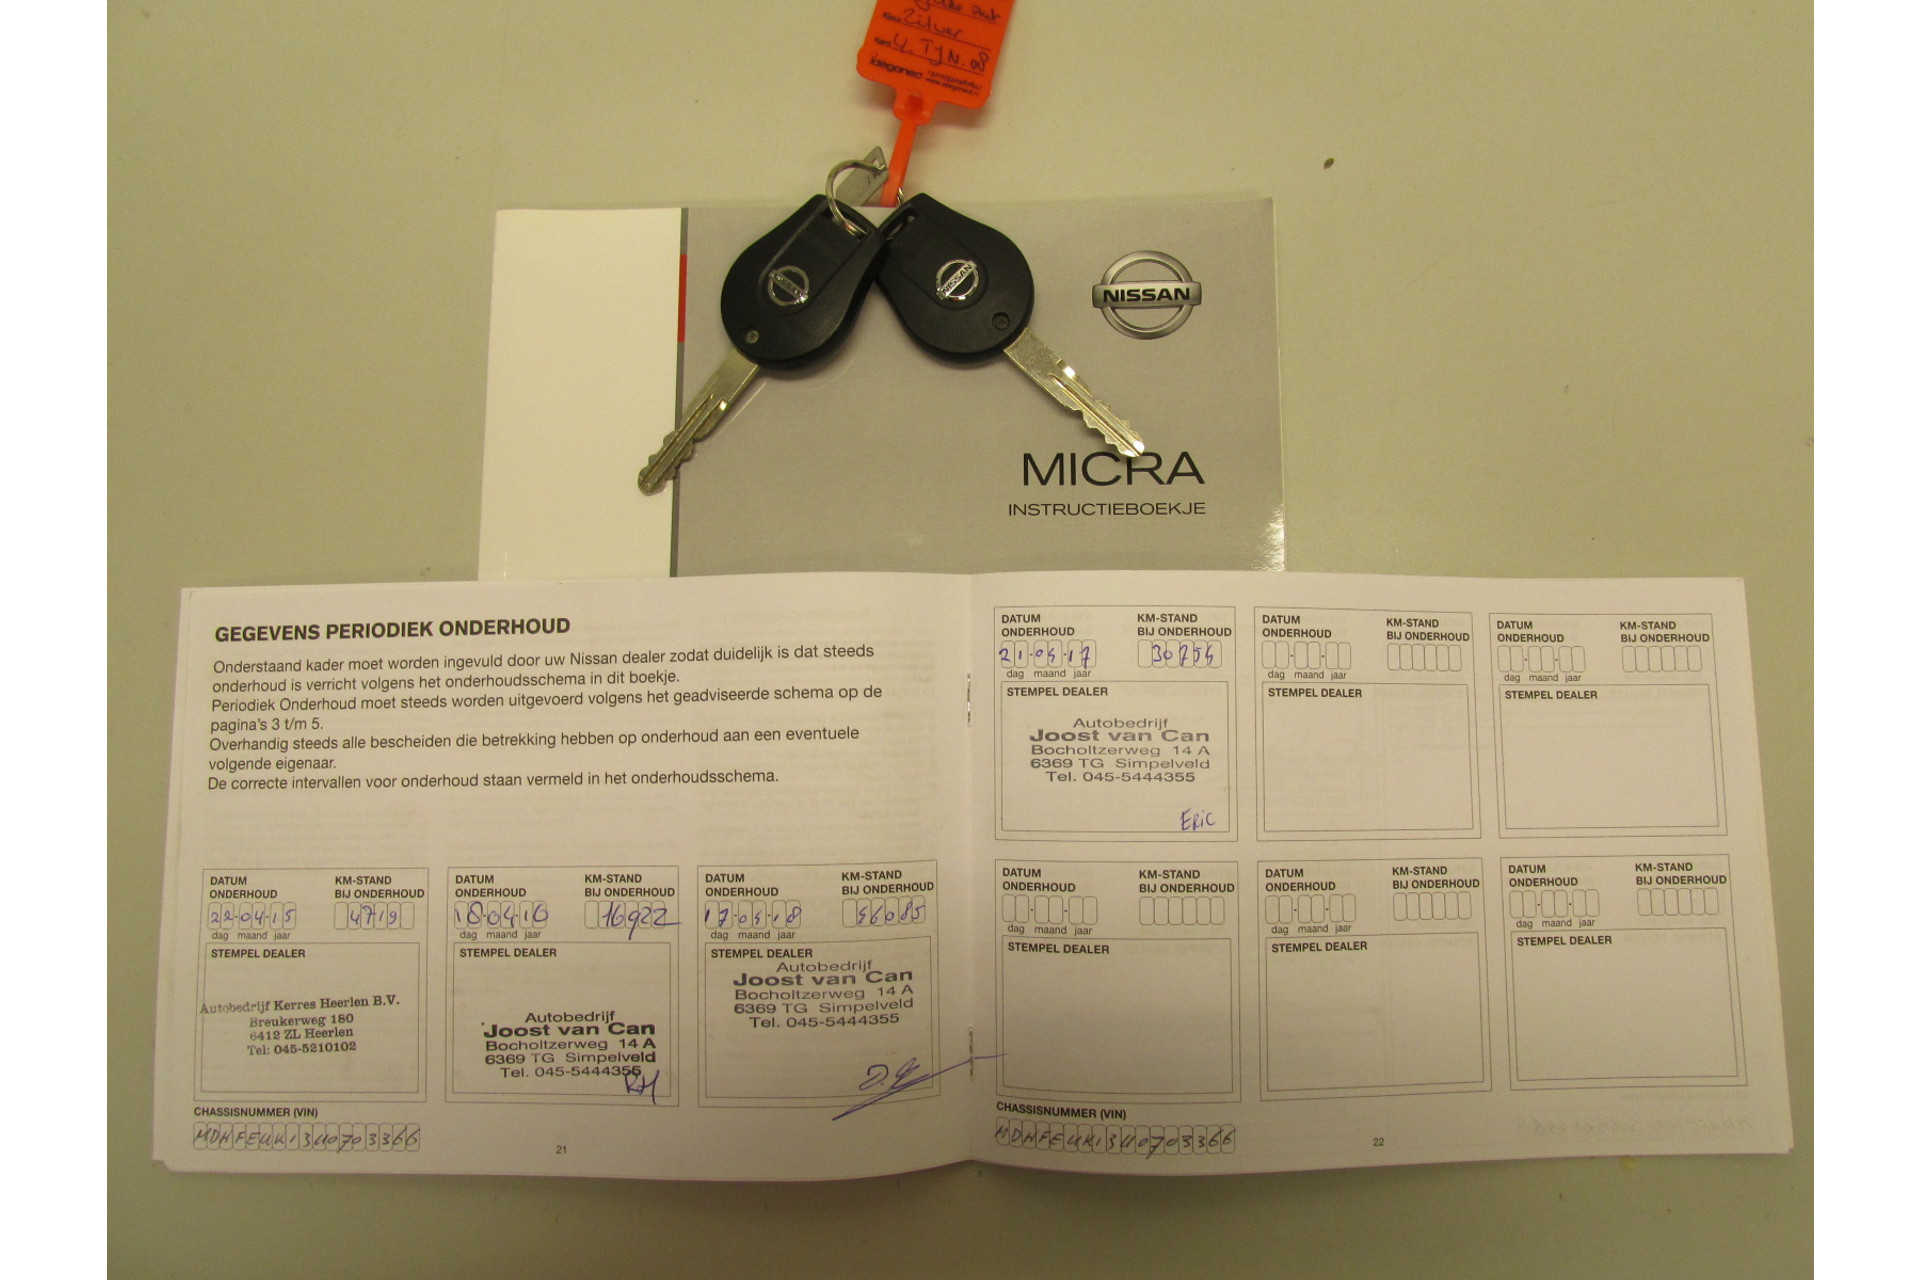 Zilver
Kent. 4.TJN.08
idegoned
NISSAN
NISSAN
NISSAN
MICRA
INSTRUCTIEBOEKJE
GEGEVENS PERIODIEK ONDERHOUD
Onderstaand kader moet worden ingevuld door uw Nissan dealer zodat duidelijk is dat steeds
onderhoud is verricht volgens het onderhoudsschema in dit boekje.
Periodiek Onderhoud moet steeds worden uitgevoerd volgens het geadviseerde schema op de
pagina's 3 t/m 5.
Overhandig steeds alle bescheiden die betrekking hebben op onderhoud aan een eventuele
volgende eigenaar.
De correcte intervallen voor onderhoud staan vermeld in het onderhoudsschema.
DATUM
ONDERHOUD
KM-STAND
BIJ ONDERHOUD
22-04-15
4719
dag maand jaar
STEMPEL DEALER
Autobedrijf Kerres Heerlen B.V.
Breukerweg 180
6412 ZL Heerlen
Tel: 045-5210102
DATUM
ONDERHOUD
KM-STAND
BIJ ONDERHOUD
18-04-16
16922
dag maand jaar
STEMPEL DEALER
Autobedrijf
Joost van Can
Bocholtzerweg 14 A
6369 TG Simpelveld
Tel. 045-5444355
RH
DATUM
ONDERHOUD
KM-STAND
BIJ ONDERHOUD
17-05-18
56085
dag maand jaar
STEMPEL DEALER
Autobedrijf
Joost van Can
Bocholtzerweg 14 A
6369 TG Simpelveld
Tel. 045-5444355
CHASSISNUMMER (VIN)
MDHFEUK13U0703366
21
DATUM
ONDERHOUD
KM-STAND
BIJ ONDERHOUD
21-04-17
30754
dag maand jaar
STEMPEL DEALER
Autobedrijf
Joost van Can
Bocholtzerweg 14 A
6369 TG Simpelveld
Tel. 045-5444355
ERIC
DATUM
ONDERHOUD
KM-STAND
BIJ ONDERHOUD
dag maand jaar
STEMPEL DEALER
DATUM
ONDERHOUD
KM-STAND
BIJ ONDERHOUD
dag maand jaar
STEMPEL DEALER
DATUM
ONDERHOUD
KM-STAND
BIJ ONDERHOUD
dag maand jaar
STEMPEL DEALER
DATUM
ONDERHOUD
KM-STAND
BIJ ONDERHOUD
dag maand jaar
STEMPEL DEALER
DATUM
ONDERHOUD
KM-STAND
BIJ ONDERHOUD
dag maand jaar
STEMPEL DEALER
CHASSISNUMMER (VIN)
MDHFEUK13U0703366
22